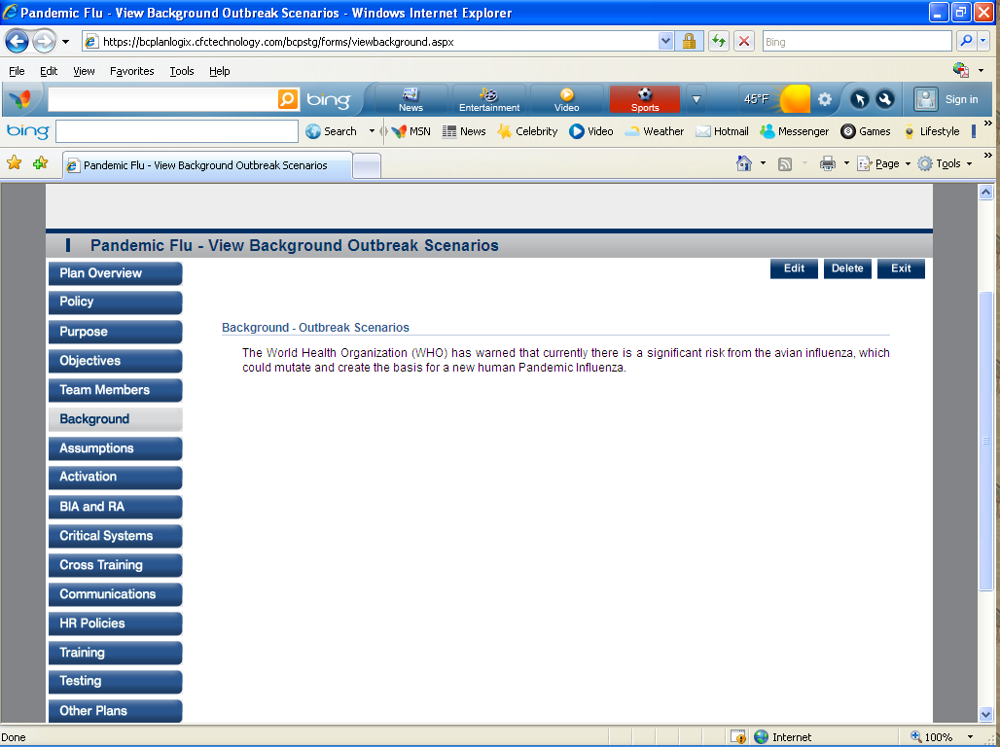 Pandemic Flu - View Background Outbreak Scenarios - Windows Internet Explorer
https://bcplanlogix.cfctechnology.com/bcpstg/forms/viewbackground.aspx
Bing
File Edit View Favorites Tools Help
bing News Entertainment Video Sports 45°F Sign in
bing Search MSN News Celebrity Video Weather Hotmail Messenger Games Lifestyle
Pandemic Flu - View Background Outbreak Scenarios Page Tools
Pandemic Flu - View Background Outbreak Scenarios
Edit Delete Exit
Plan Overview
Policy
Purpose
Objectives
Team Members
Background
Assumptions
Activation
BIA and RA
Critical Systems
Cross Training
Communications
HR Policies
Training
Testing
Other Plans
Background - Outbreak Scenarios
The World Health Organization (WHO) has warned that currently there is a significant risk from the avian influenza, which
could mutate and create the basis for a new human Pandemic Influenza.
Done Internet 100%